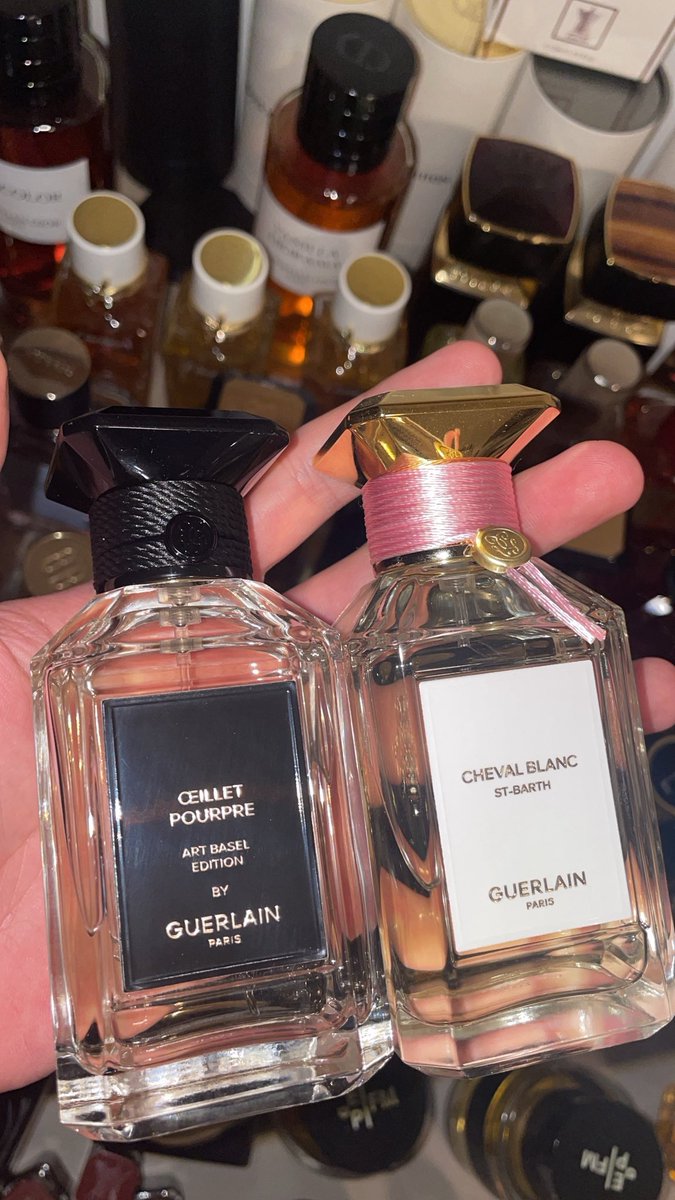 ŒILLET
POURPRE
ART BASEL
EDITION
BY
GUERLAIN
PARIS
CHEVAL BLANC
ST-BARTH
GUERLAIN
PARIS